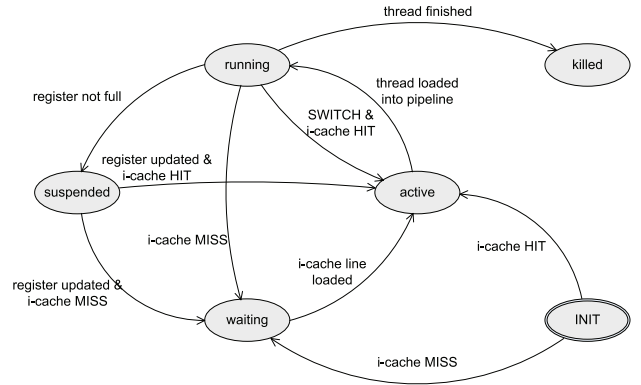 thread finished
running
killed
thread loaded
into pipeline
register not full
SWITCH &
i-cache HIT
register updated &
i-cache HIT
suspended
active
i-cache MISS
i-cache HIT
i-cache line
loaded
register updated &
i-cache MISS
waiting
INIT
i-cache MISS